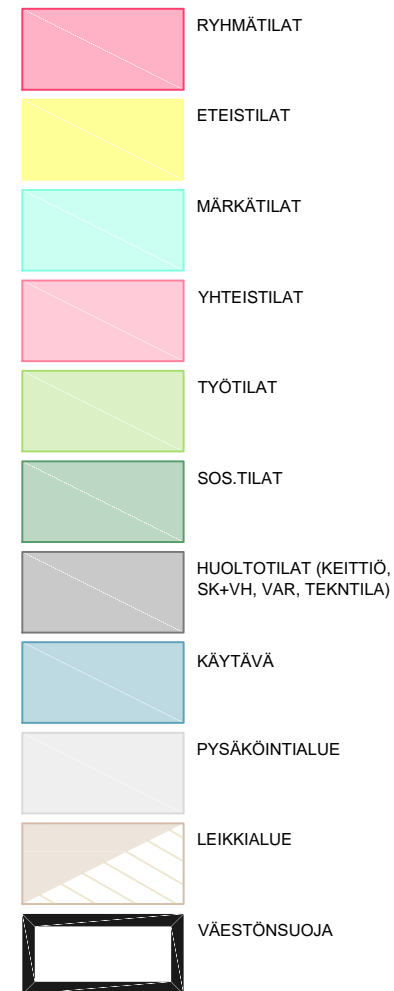 RYHMÄTILAT
ETEISTILAT
MÄRKÄTILAT
YHTEISTILAT
TYÖTILAT
SOS.TILAT
HUOLTOTILAT (KEITTIÖ,
SK+VH, VAR, TEKNTILA)
KÄYTÄVÄ
PYSÄKÖINTIALUE
LEIKKIALUE
VÄESTÖNSUOJA